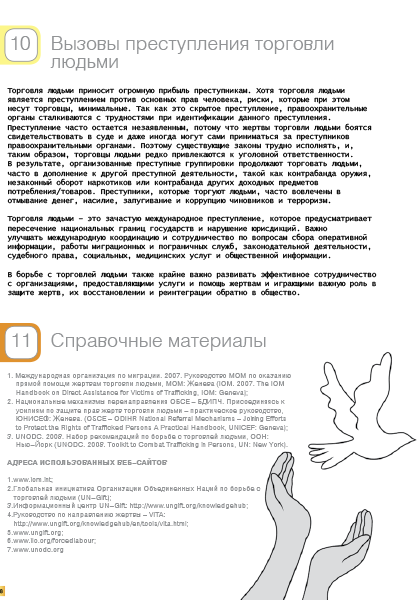 10 Вызовы преступления торговли
людьми
Торговля людьми приносит огромную прибыль преступникам. Хотя торговля людьми
является преступлением против основных прав человека, риски, которые при этом
несут торговцы, минимальные. Так как это скрытое преступление, правоохранительные
органы сталкиваются с трудностями при идентификации данного преступления.
Преступление часто остается незаявленным, потому что жертвы торговли людьми боятся
свидетельствовать в суде и даже иногда могут сами приниматься за преступников
правоохранительными органами. Поэтому существующие законы трудно исполнять, и,
таким образом, торговцы людьми редко привлекаются к уголовной ответственности.
В результате, организованные преступные группировки продолжают торговать людьми,
часто в дополнение к другой преступной деятельности, такой как контрабанда оружия,
незаконный оборот наркотиков или контрабанда других доходных предметов
потребления/товаров. Преступники, которые торгуют людьми, часто вовлечены в
отмывание денег, насилие, запугивание и коррупцию чиновников и терроризм.
Торговля людьми – это зачастую международное преступление, которое предусматривает
пересечение национальных границ государств и нарушение юрисдикций. Важно
улучшать международную координацию и сотрудничество по вопросам сбора оперативной
информации, работы миграционных и пограничных служб, законодательной деятельности,
судебного права, социальных, медицинских услуг и общественной информации.
В борьбе с торговлей людьми также крайне важно развивать эффективное сотрудничество
с организациями, предоставляющими услуги и помощь жертвам и играющими важную роль в
защите жертв, их восстановлении и реинтеграции обратно в общество.
11 Справочные материалы
1. Международная организация по миграции. 2007. Руководство МОМ по оказанию
прямой помощи жертвам торговли людьми, МОМ: Женева (IOM. 2007. The IOM
Handbook on Direct Assistance for Victims of Trafficking, IOM: Geneva);
2. Национальные механизмы перенаправления ОБСЕ – БДИПЧ. Присоединяясь к
усилиям по защите прав жертв торговли людьми – практическое руководство,
ЮНИСЕФ: Женева. (OSCE – ODIHR National Referral Mechanisms – Joining Efforts
to Protect the Rights of Trafficked Persons A Practical Handbook, UNICEF: Geneva);
3. UNODC. 2008. Набор рекомендаций по борьбе с торговлей людьми, ООН:
Нью-Йорк (UNODC. 2008. Toolkit to Combat Trafficking in Persons, UN: New York).
АДРЕСА ИСПОЛЬЗОВАННЫХ ВЕБ-САЙТОВ
1.www.iom.int;
2.Глобальная инициатива Организации Объединенных Наций по борьбе с
торговлей людьми (UN-Gift);
3.Информационный центр UN-Gift: http://www.ungift.org/knowledgehub;
4.Руководство по направлению жертвы – VITA:
http://www.ungift.org/knowledgehub/en/tools/vita.html;
5.www.ungift.org;
6.www.ilo.org/forcedlabour;
7.www.unodc.org